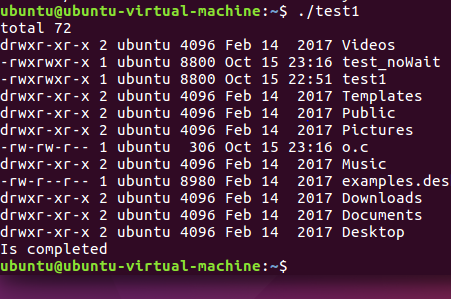 ubuntu@ubuntu-virtual-machine:~$ ./test1
total 72
drwxr-xr-x 2 ubuntu 4096 Feb 14  2017 Videos
-rwxrwxr-x 1 ubuntu 8800 Oct 15 23:16 test_noWait
-rwxrwxr-x 1 ubuntu 8800 Oct 15 22:51 test1
drwxr-xr-x 2 ubuntu 4096 Feb 14  2017 Templates
drwxr-xr-x 2 ubuntu 4096 Feb 14  2017 Public
drwxr-xr-x 2 ubuntu 4096 Feb 14  2017 Pictures
-rw-rw-r-- 1 ubuntu  306 Oct 15 23:16 o.c
drwxr-xr-x 2 ubuntu 4096 Feb 14  2017 Music
-rw-r--r-- 1 ubuntu 8980 Feb 14  2017 examples.des
drwxr-xr-x 2 ubuntu 4096 Feb 14  2017 Downloads
drwxr-xr-x 2 ubuntu 4096 Feb 14  2017 Documents
drwxr-xr-x 2 ubuntu 4096 Feb 14  2017 Desktop
Is completed
ubuntu@ubuntu-virtual-machine:~$